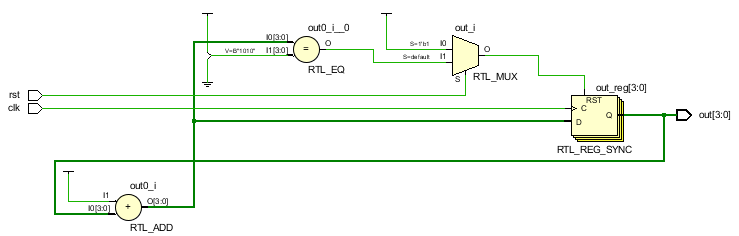 out0_i__0
out_i
I0[3:0]
V=B"1010"
I1[3:0]
=
O
RTL_EQ
S=1'b1
I0
S=default
I1
O
S
RTL_MUX
rst
clk
out_reg[3:0]
RST
C
D
Q
RTL_REG_SYNC
out[3:0]
out0_i
I1
I0[3:0]
+
O[3:0]
RTL_ADD